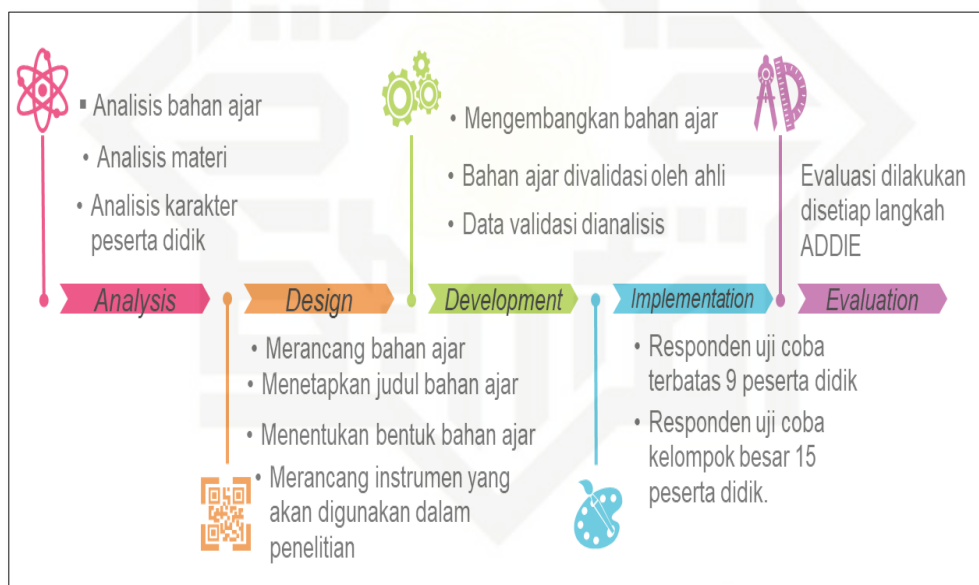 ▪ Analisis bahan ajar
• Analisis materi
• Analisis karakter
peserta didik
Analysis
Design
• Merancang bahan ajar
• Menetapkan judul bahan ajar
• Menentukan bentuk bahan ajar
• Merancang instrumen yang
akan digunakan dalam
penelitian
• Mengembangkan bahan ajar
• Bahan ajar divalidasi oleh ahli
• Data validasi dianalisis
Development
Implementation
• Responden uji coba
terbatas 9 peserta didik
• Responden uji coba
kelompok besar 15
peserta didik.
Evaluasi dilakukan
disetiap langkah
ADDIE
Evaluation